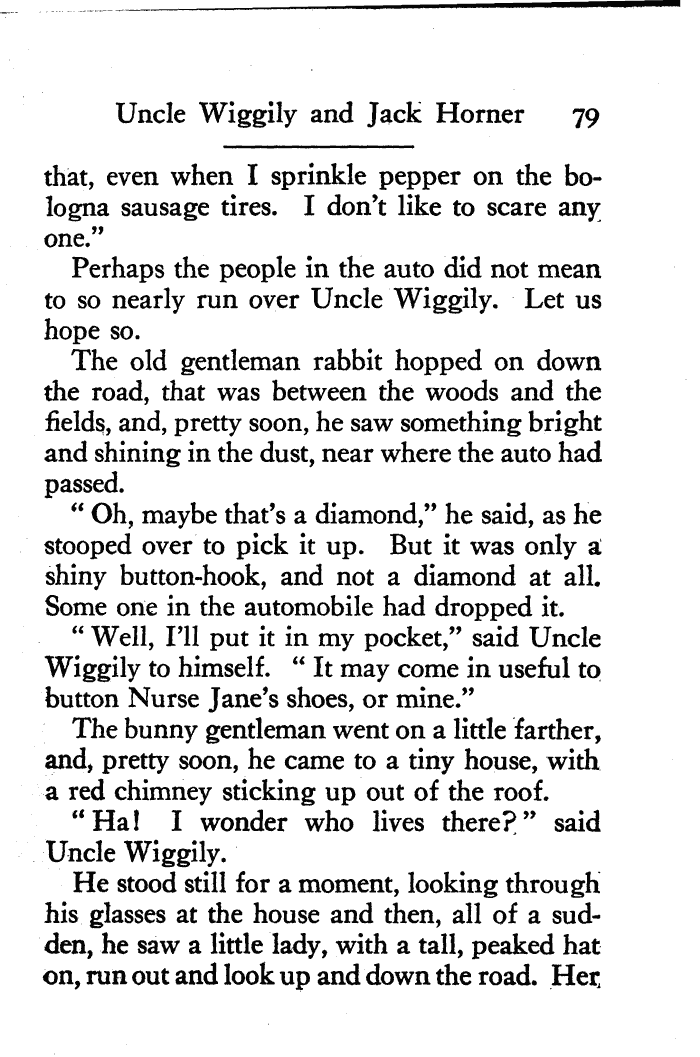 Uncle Wiggily and Jack Horner 79
that, even when I sprinkle pepper on the bo-
logna sausage tires. I don't like to scare any
one."
Perhaps the people in the auto did not mean
to so nearly run over Uncle Wiggily. Let us
hope so.
The old gentleman rabbit hopped on down
the road, that was between the woods and the
fields, and, pretty soon, he saw something bright
and shining in the dust, near where the auto had
passed.
" Oh, maybe that's a diamond," he said, as he
stooped over to pick it up. But it was only a
shiny button-hook, and not a diamond at all.
Some one in the automobile had dropped it.
" Well, I'll put it in my pocket," said Uncle
Wiggily to himself. " It may come in useful to
button Nurse Jane's shoes, or mine."
The bunny gentleman went on a little farther,
and, pretty soon, he came to a tiny house, with
a red chimney sticking up out of the roof.
" Ha! I wonder who lives there? " said
Uncle Wiggily.
He stood still for a moment, looking through
his glasses at the house and then, all of a sud-
den, he saw a little lady, with a tall, peaked hat
on, run out and look up and down the road. Her